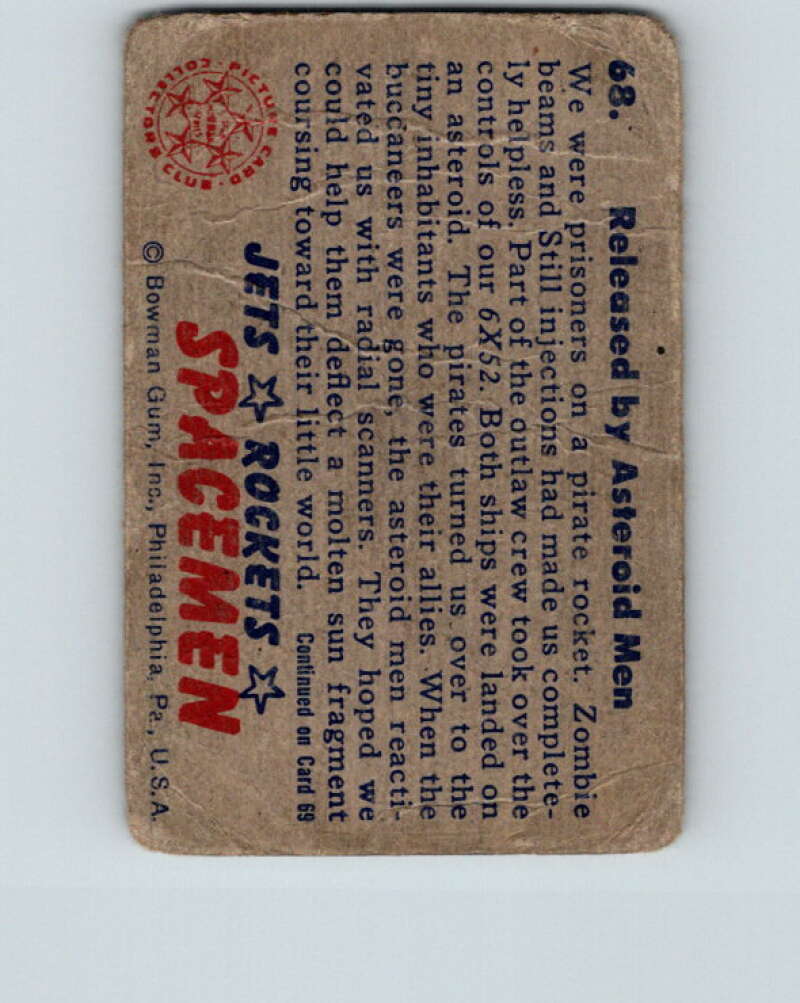 68. Released by Asteroid Men
We were prisoners on a pirate rocket. Zombie
beams and Still injections had made us complete-
ly helpless. Part of the outlaw crew took over the
controls of our 6X52. Both ships were landed on
an asteroid. The pirates turned us over to the
tiny inhabitants who were their allies. When the
buccaneers were gone, the asteroid men reacti-
vated us with radial scanners. They hoped we
could help them deflect a molten sun fragment
coursing toward their little world. Continued on Card 69
JETS ROCKETS
SPACEMEN
PICTURE CARD COLLECTORS CLUB
© Bowman Gum, Inc., Philadelphia, Pa., U.S.A.